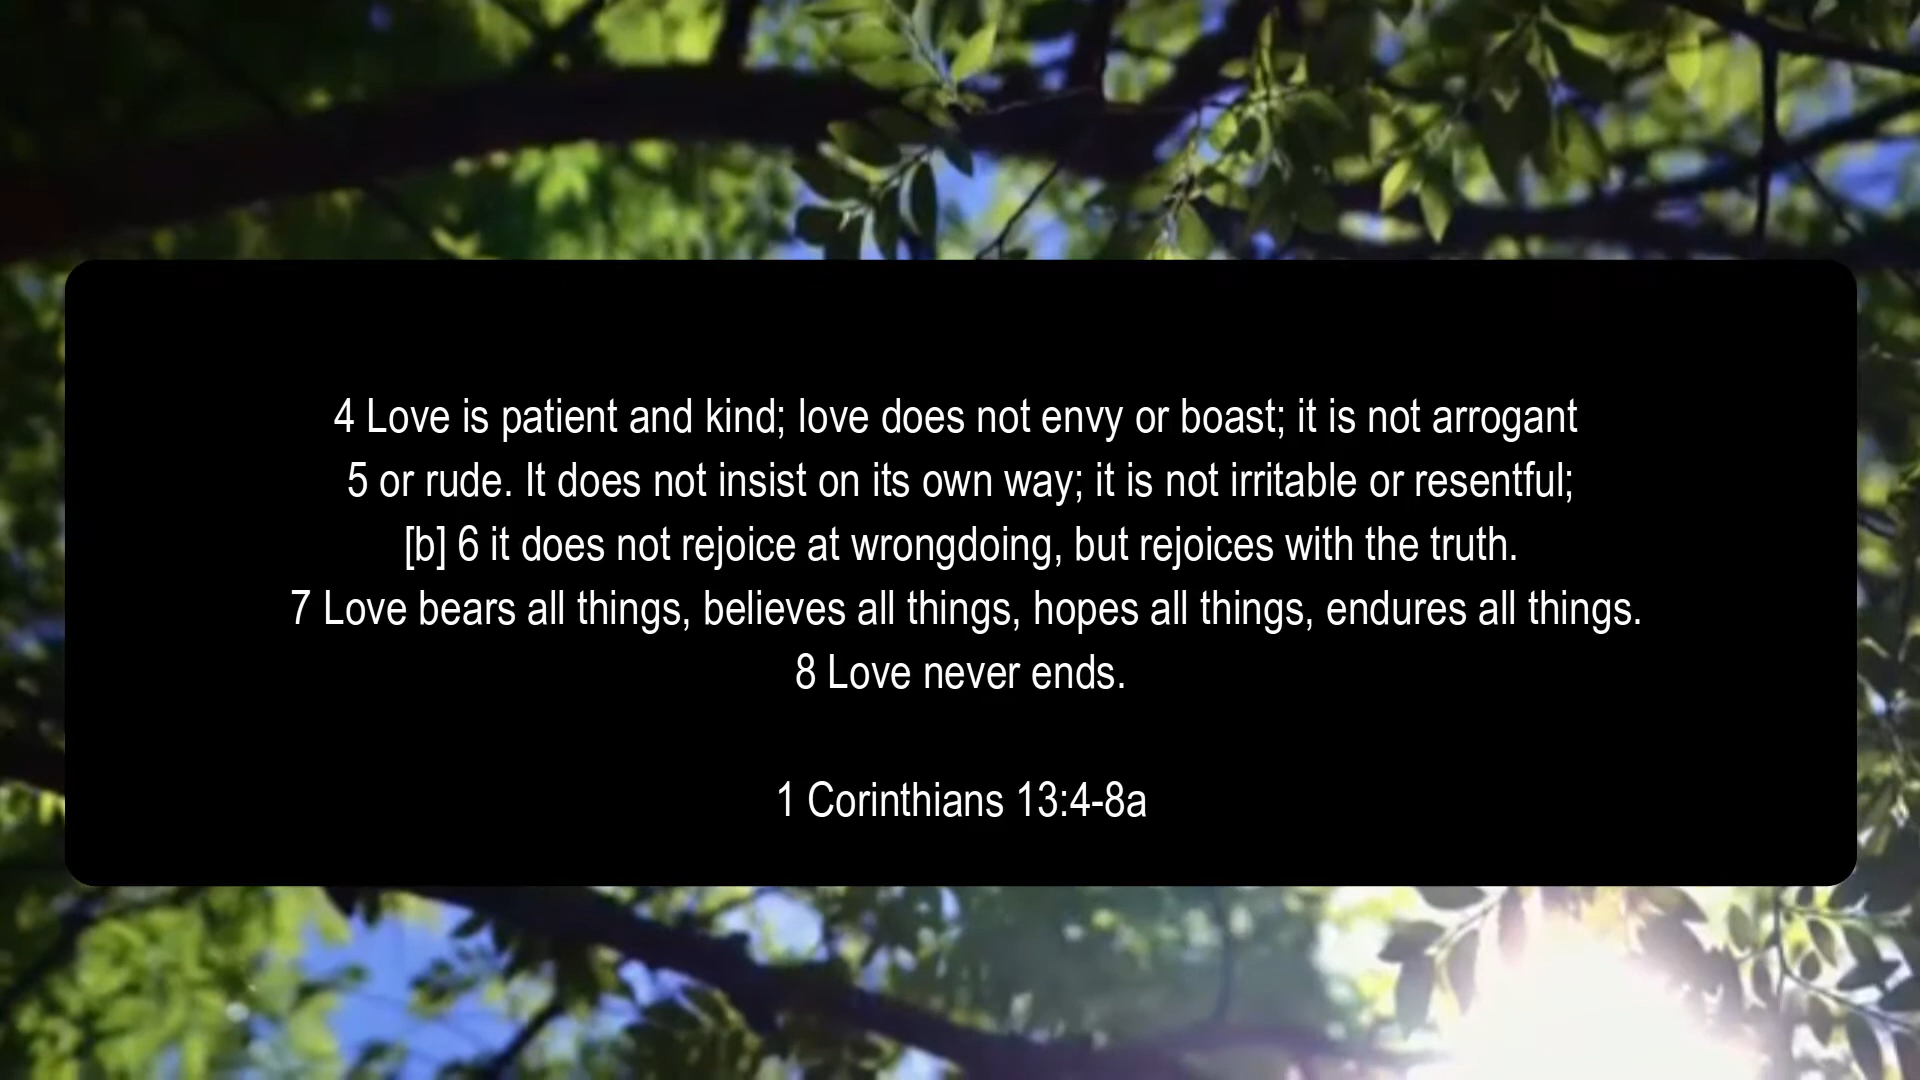 4 Love is patient and kind; love does not envy or boast; it is not arrogant
5 or rude. It does not insist on its own way; it is not irritable or resentful;
[b] 6 it does not rejoice at wrongdoing, but rejoices with the truth.
7 Love bears all things, believes all things, hopes all things, endures all things.
8 Love never ends.
1 Corinthians 13:4-8a